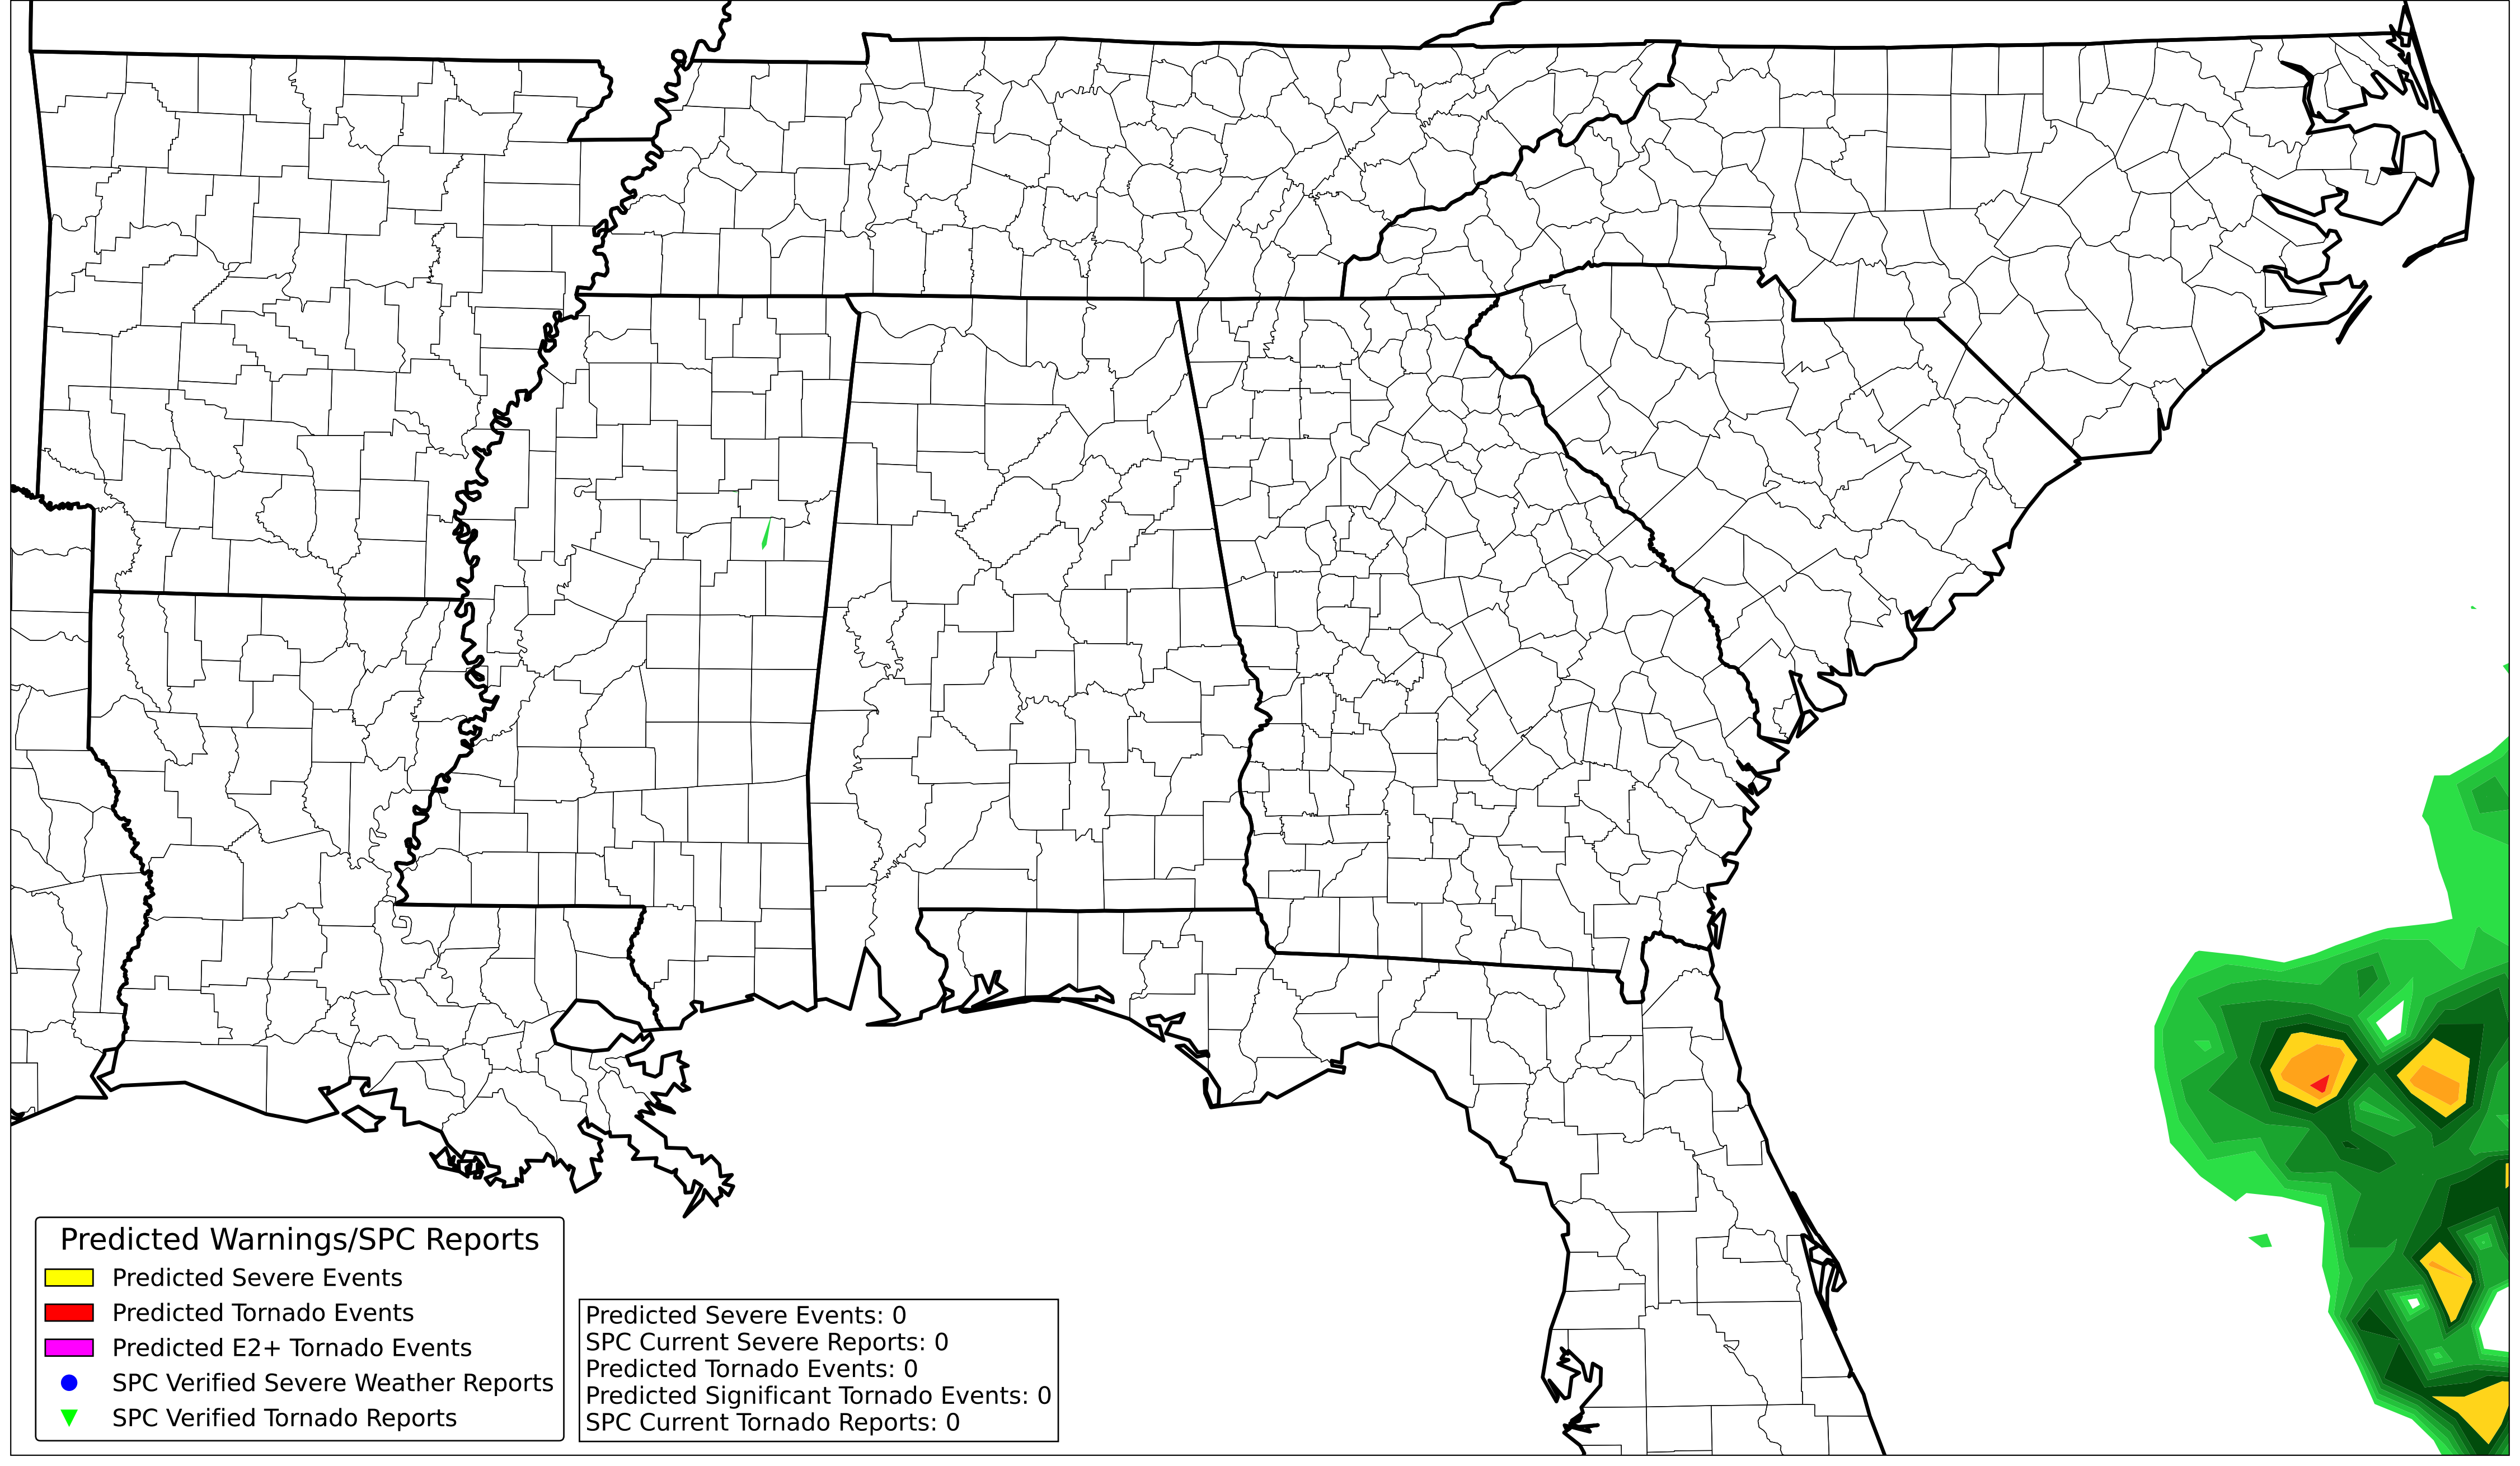 Predicted Warnings/SPC Reports
Predicted Severe Events
Predicted Tornado Events
Predicted E2+ Tornado Events
SPC Verified Severe Weather Reports
SPC Verified Tornado Reports
Predicted Severe Events: 0
SPC Current Severe Reports: 0
Predicted Tornado Events: 0
Predicted Significant Tornado Events: 0
SPC Current Tornado Reports: 0